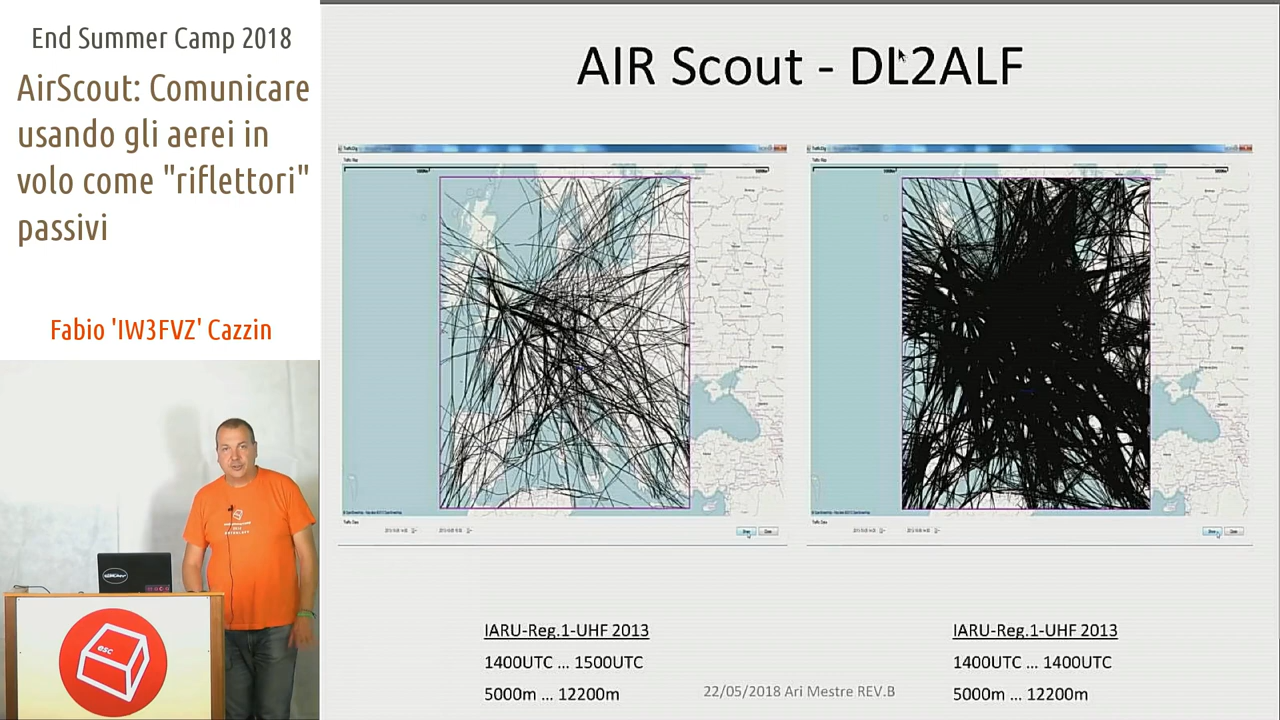 End Summer Camp 2018
AirScout: Comunicare
usando gli aerei in
volo come "riflettori"
passivi
Fabio 'IW3FVZ' Cazzin
esc
AIR Scout - DL2ALF
IARU-Reg.1-UHF 2013
1400UTC ... 1500UTC
5000m ... 12200m
IARU-Reg.1-UHF 2013
1400UTC ... 1400UTC
5000m ... 12200m
22/05/2018 Ari Mestre REV.B